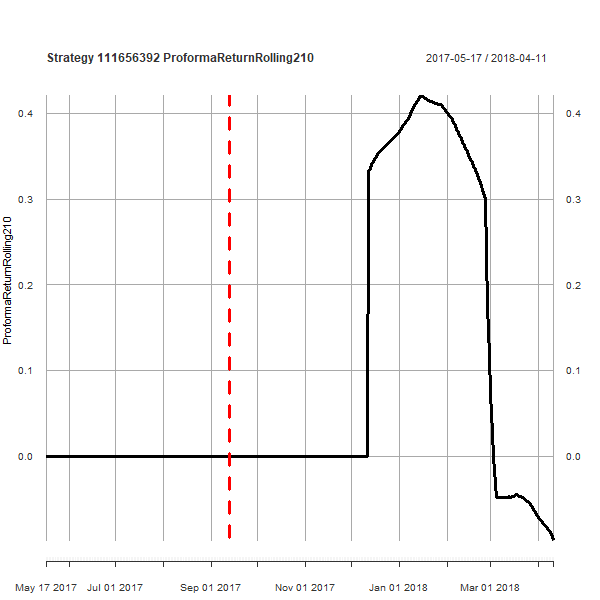 Strategy 111656392 ProformaReturnRolling210
2017-05-17 / 2018-04-11
ProformaReturnRolling210
0.4
0.3
0.2
0.1
0.0
0.4
0.3
0.2
0.1
0.0
May 17 2017
Jul 01 2017
Sep 01 2017
Nov 01 2017
Jan 01 2018
Mar 01 2018